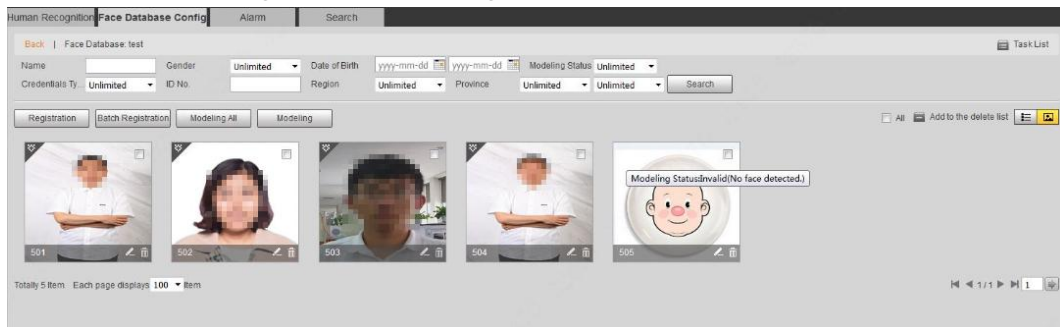 Human Recognition Face Database Config Alarm Search
Back | Face Database: test Task List
Name Gender Unlimited Date of Birth yyyy-mm-dd yyyy-mm-dd Modeling Status Unlimited
Credentials Ty... Unlimited ID No. Region Unlimited Province Unlimited Unlimited Search
Registration Batch Registration Modeling All Modeling All Add to the delete list
Modeling Status:Invalid(No face detected.)
501 502 503 504 505
Totally 5 Item Each page displays 100 Item 1/1 1